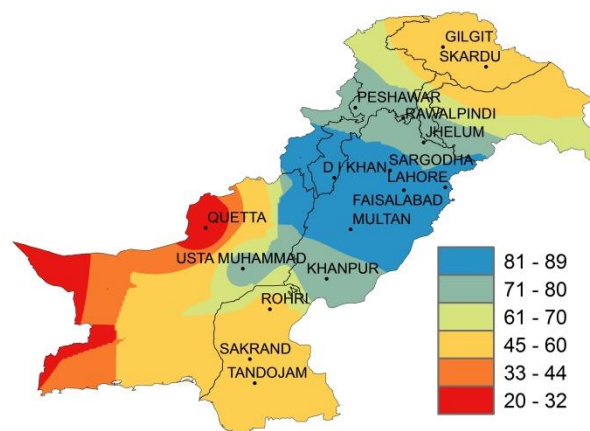 GILGIT
SKARDU
PESHAWAR
RAWALPINDI
JHELUM
SARGODHA
D I KHAN
LAHORE
FAISALABAD
MULTAN
QUETTA
USTA MUHAMMAD
KHANPUR
ROHRI
SAKRAND
TANDOJAM
81 - 89
71 - 80
61 - 70
45 - 60
33 - 44
20 - 32